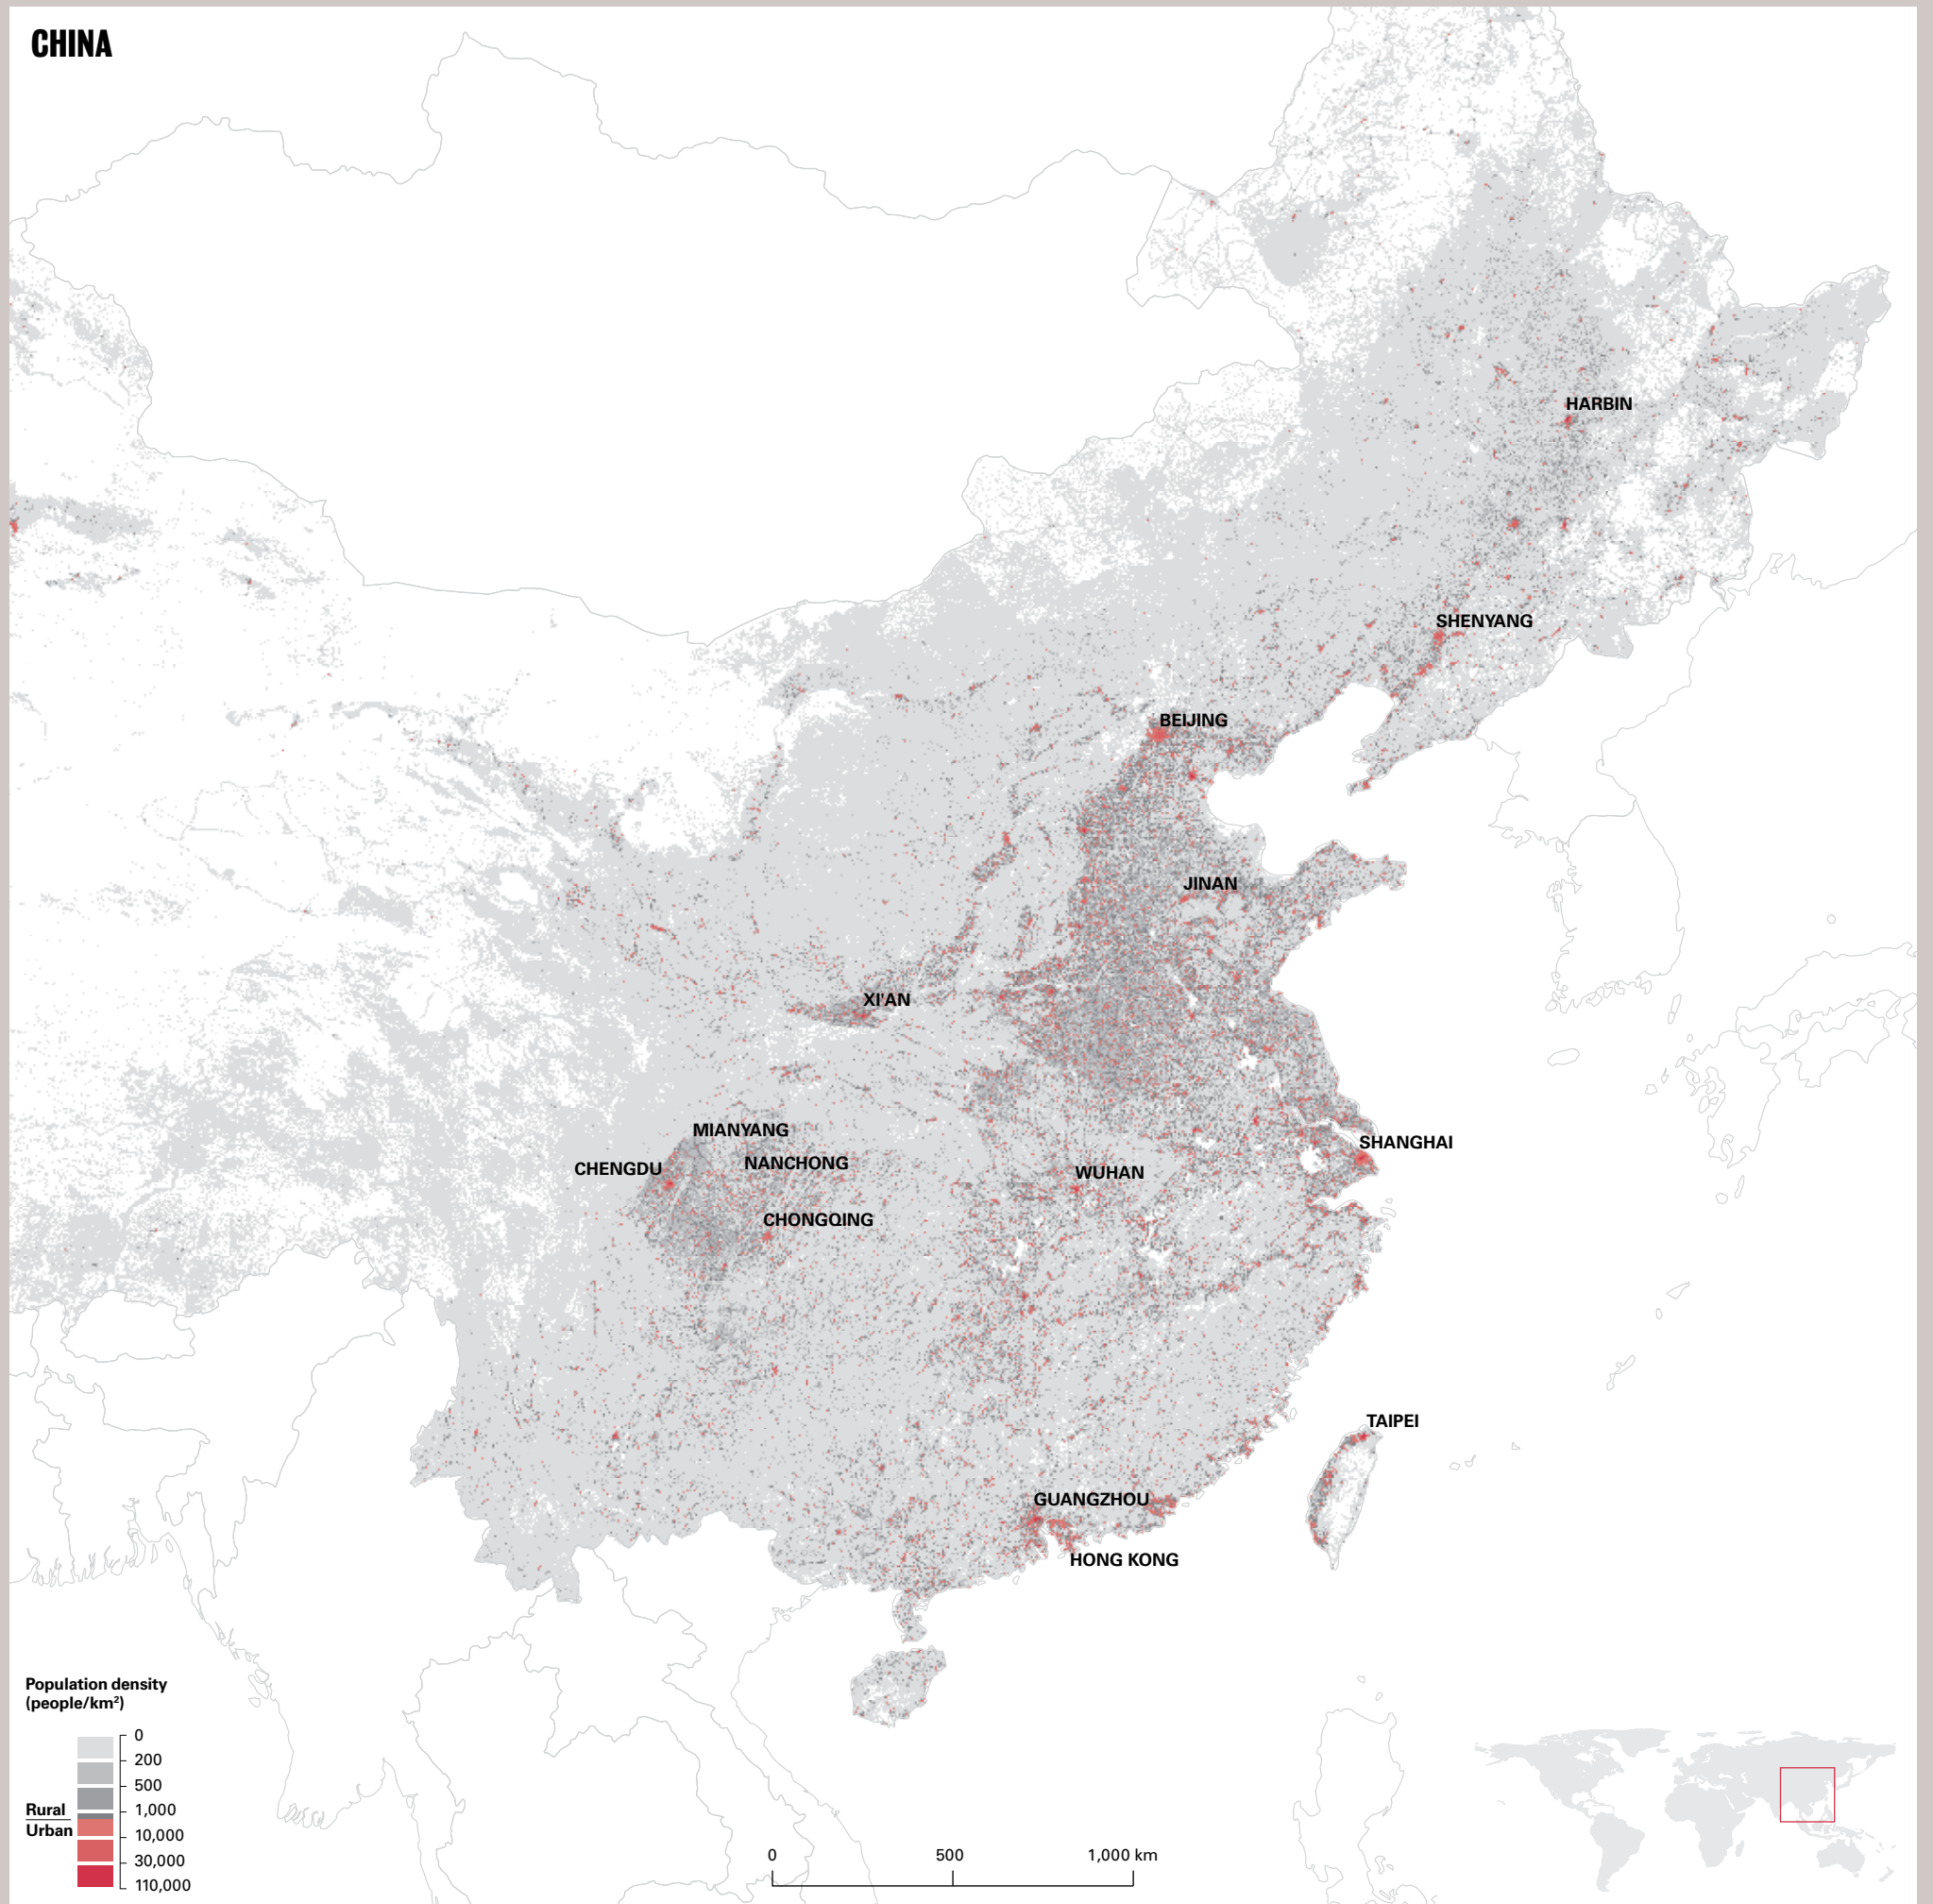 CHINA
HARBIN
SHENYANG
BEIJING
JINAN
XI'AN
MIANYANG
SHANGHAI
NANCHONG
CHENGDU
WUHAN
CHONGQING
TAIPEI
GUANGZHOU
HONG KONG
Population density
(people/km²)
0
200
500
1,000
Rural
Urban
10,000
30,000
110,000
0 500 1,000 km